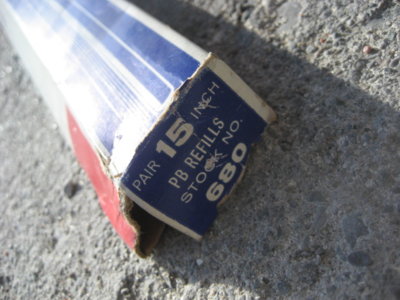 PAIR 15 INCH
PB REFILLS
STOCK NO.
680